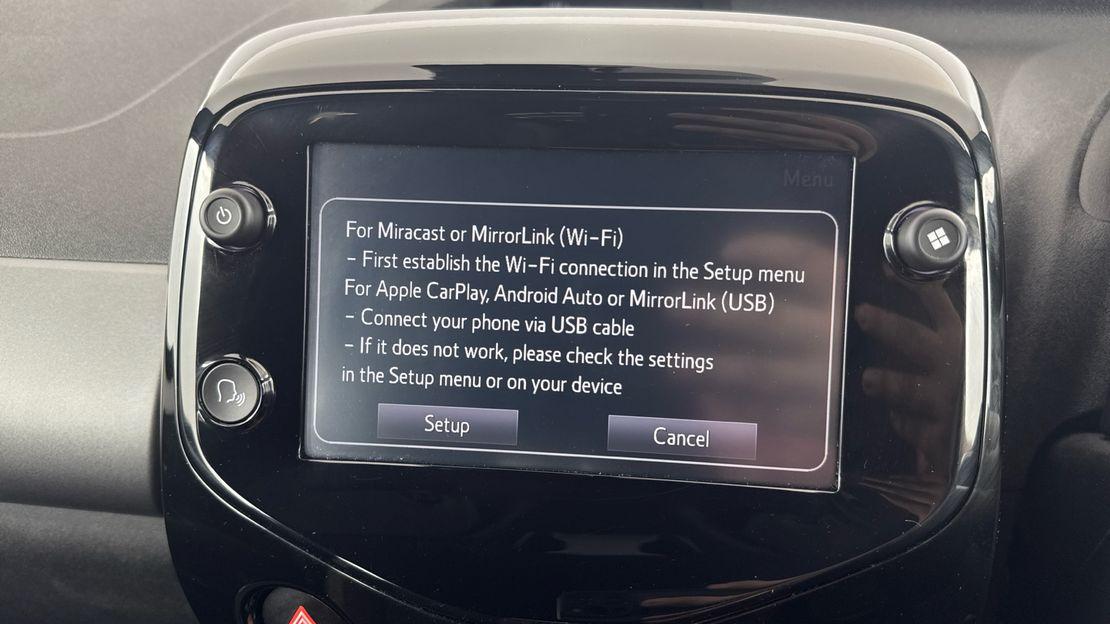 Menu
For Miracast or MirrorLink (Wi-Fi)
- First establish the Wi-Fi connection in the Setup menu
For Apple CarPlay, Android Auto or MirrorLink (USB)
- Connect your phone via USB cable
- If it does not work, please check the settings
in the Setup menu or on your device
Setup
Cancel